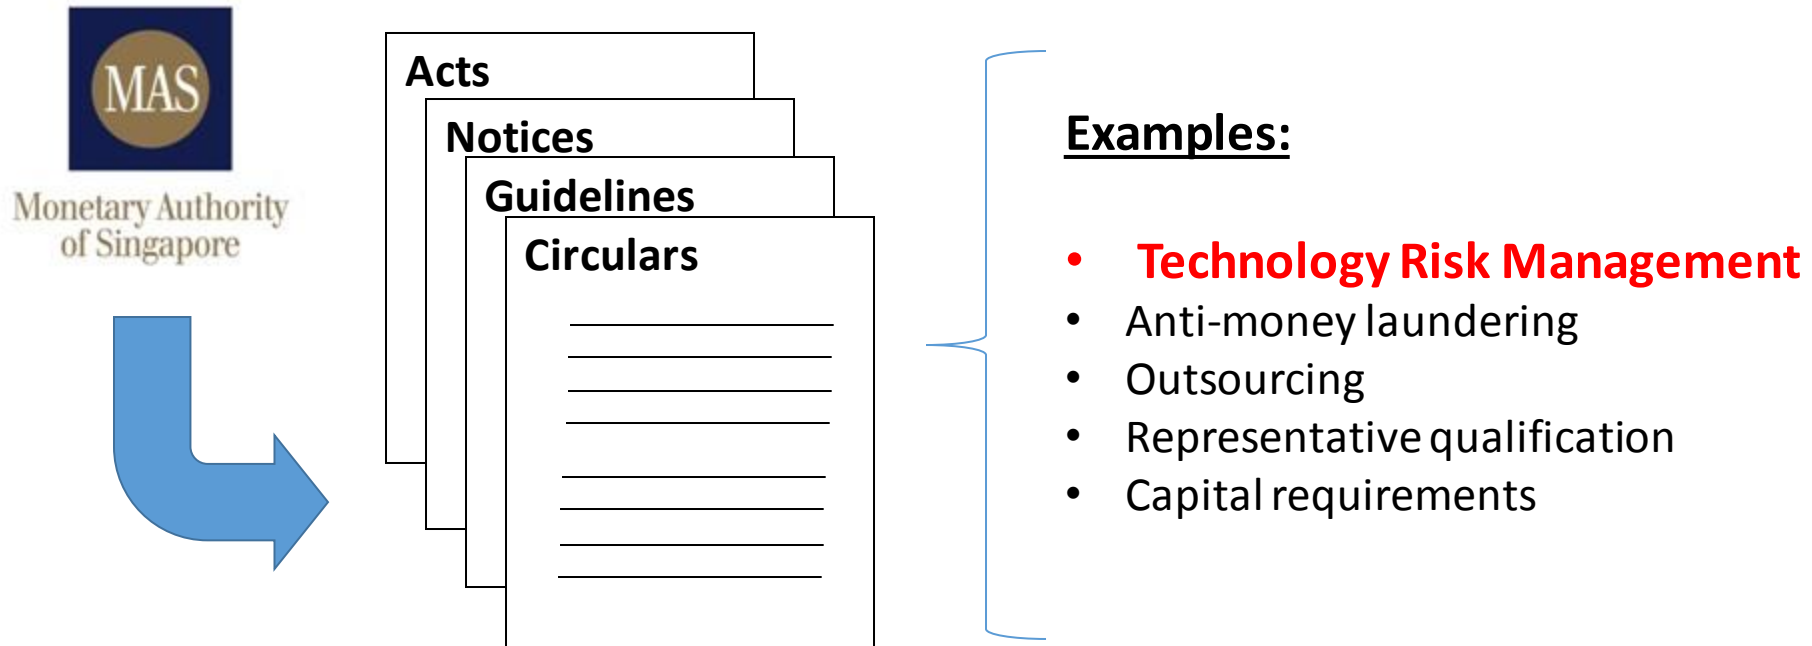 MAS
Monetary Authority
of Singapore
Acts
Notices
Guidelines
Circulars
Examples:
• Technology Risk Management
• Anti-money laundering
• Outsourcing
• Representative qualification
• Capital requirements